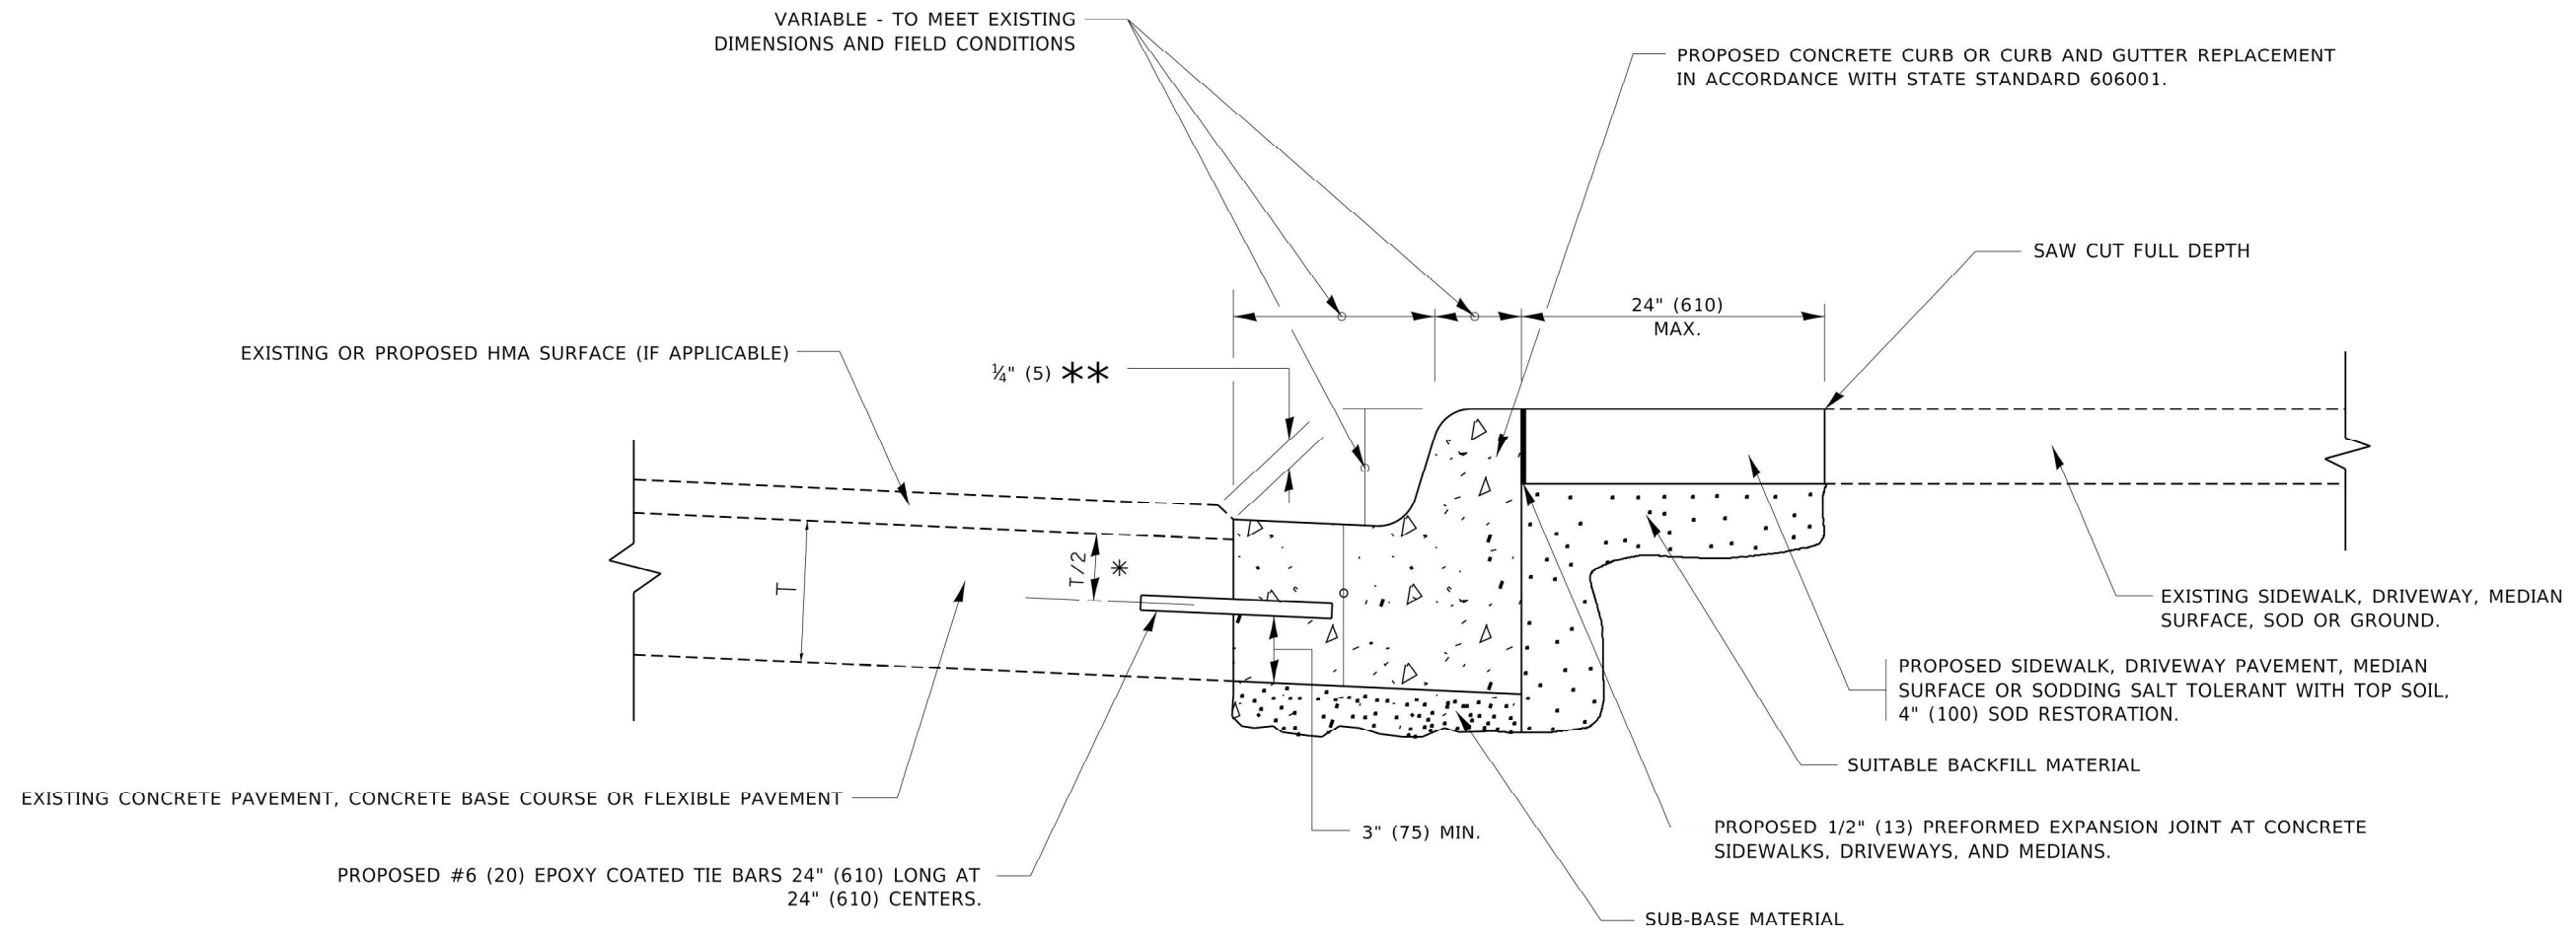 VARIABLE - TO MEET EXISTING
DIMENSIONS AND FIELD CONDITIONS
PROPOSED CONCRETE CURB OR CURB AND GUTTER REPLACEMENT
IN ACCORDANCE WITH STATE STANDARD 606001.
SAW CUT FULL DEPTH
24" (610)
MAX.
EXISTING OR PROPOSED HMA SURFACE (IF APPLICABLE)
¼" (5) **
T
T/2 *
EXISTING SIDEWALK, DRIVEWAY, MEDIAN
SURFACE, SOD OR GROUND.
PROPOSED SIDEWALK, DRIVEWAY PAVEMENT, MEDIAN
SURFACE OR SODDING SALT TOLERANT WITH TOP SOIL,
4" (100) SOD RESTORATION.
SUITABLE BACKFILL MATERIAL
EXISTING CONCRETE PAVEMENT, CONCRETE BASE COURSE OR FLEXIBLE PAVEMENT
3" (75) MIN.
PROPOSED 1/2" (13) PREFORMED EXPANSION JOINT AT CONCRETE
SIDEWALKS, DRIVEWAYS, AND MEDIANS.
PROPOSED #6 (20) EPOXY COATED TIE BARS 24" (610) LONG AT
24" (610) CENTERS.
SUB-BASE MATERIAL